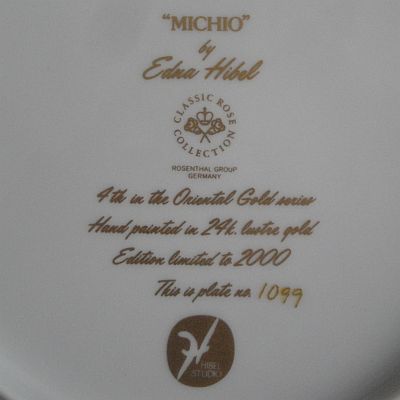 "MICHIO"
by
Edna Hibel
CLASSIC ROSE
COLLECTION
ROSENTHAL GROUP
GERMANY
4th in the Oriental Gold series
Hand painted in 24k. lustre gold
Edition limited to 2000
This is plate no. 1099
HIBEL
STUDIO